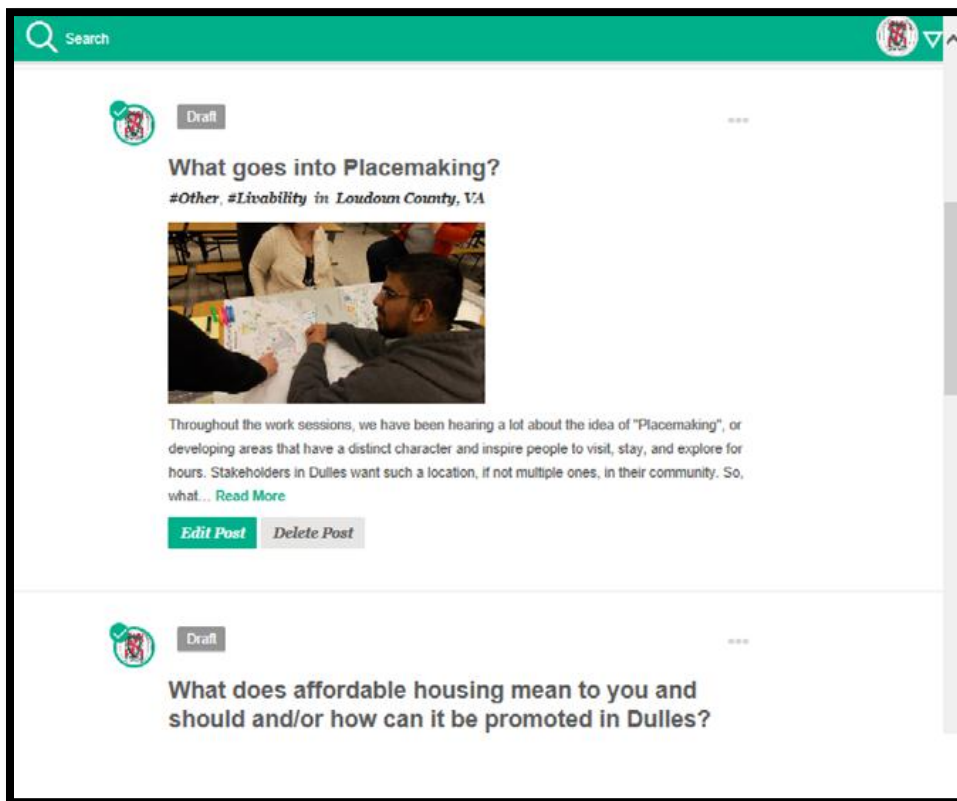 Search
Draft
What goes into Placemaking?
#Other, #Livability in Loudoun County, VA
Throughout the work sessions, we have been hearing a lot about the idea of "Placemaking", or
developing areas that have a distinct character and inspire people to visit, stay, and explore for
hours. Stakeholders in Dulles want such a location, if not multiple ones, in their community. So,
what... Read More
Edit Post Delete Post
Draft
What does affordable housing mean to you and
should and/or how can it be promoted in Dulles?